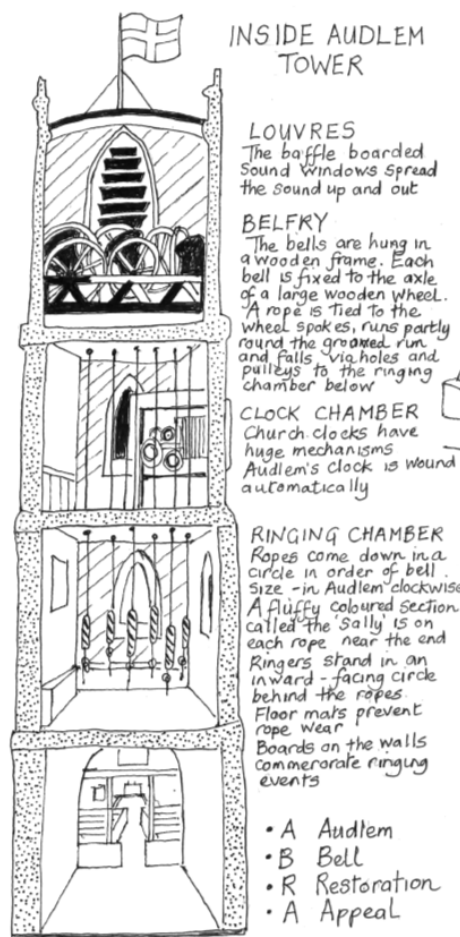 INSIDE AUDLEM
TOWER
LOUVRES
The baffle boarded
Sound windows spread
the sound up and out
BELFRY
The bells are hung in
a wooden frame. Each
bell is fixed to the axle
of a large wooden wheel.
A rope is tied to the
wheel spokes, runs partly
round the grooved run
and falls via holes and
pulleys to the ringing
chamber below
CLOCK CHAMBER
Church clocks have
huge mechanisms
Audlem's clock is wound
automatically
RINGING CHAMBER
Ropes come down in a
circle in order of bell
size - in Audlem clockwise
A fluffy coloured section
called the 'Sally' is on
each rope near the end
Ringers stand in an
inward-facing circle
behind the ropes.
Floor mats prevent
rope wear
Boards on the walls
commerorate ringing
events
• A Audlem
• B Bell
• R Restoration
• A Appeal